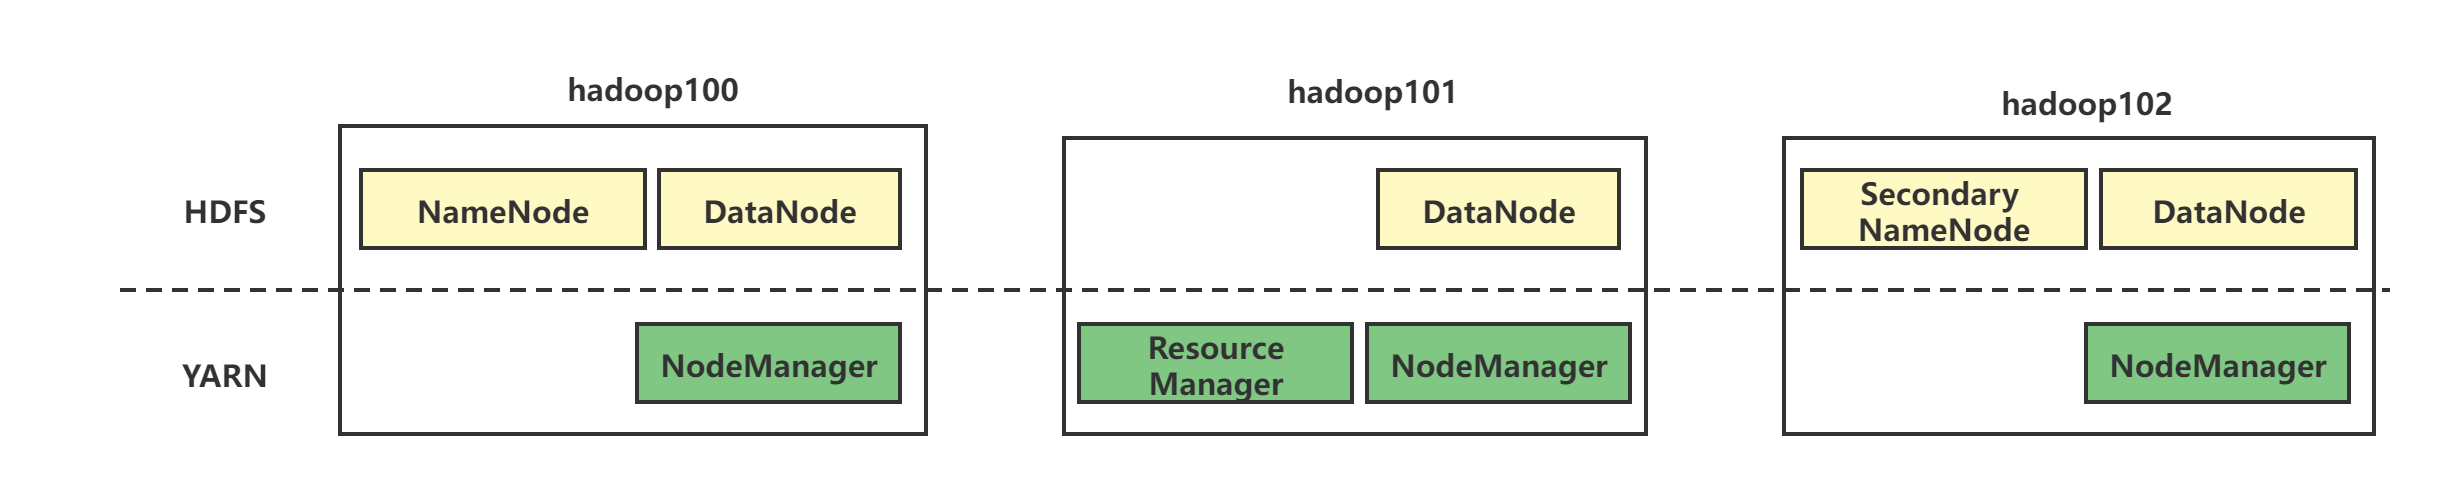 hadoop100
hadoop101
hadoop102
HDFS
NameNode
DataNode
DataNode
Secondary
NameNode
DataNode
YARN
NodeManager
Resource
Manager
NodeManager
NodeManager